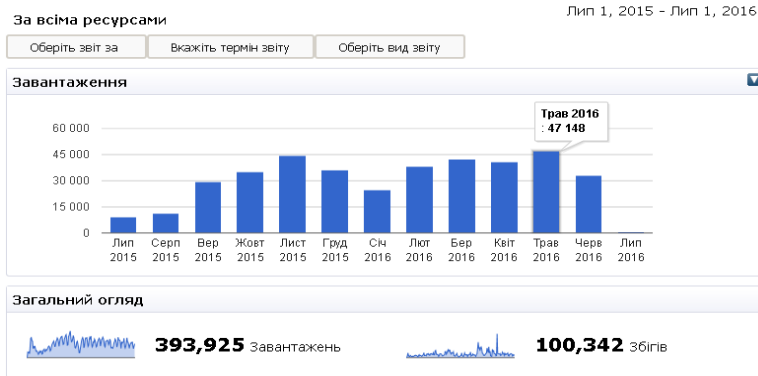 Лип 1, 2015 - Лип 1, 2016
За всіма ресурсами
Оберіть звіт за Вкажіть термін звіту Оберіть вид звіту
Завантаження
Трав 2016
: 47 148
60 000
45 000
30 000
15 000
0
Лип 2015 Серп 2015 Вер 2015 Жовт 2015 Лист 2015 Груд 2015 Січ 2016 Лют 2016 Бер 2016 Квіт 2016 Трав 2016 Черв 2016 Лип 2016
Загальний огляд
393,925 Завантажень 100,342 Збігів